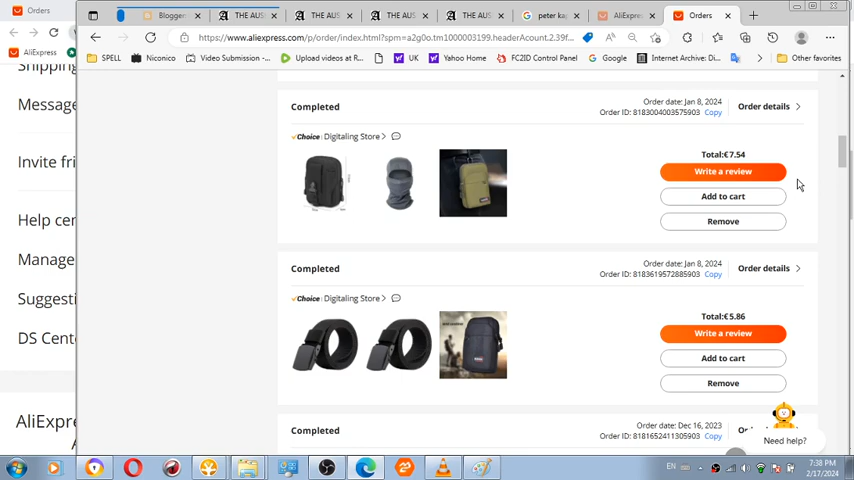 Blogger
THE AUS
THE AUS
THE AUS
THE AUS
peter ka
AliExpres
Orders
https://www.aliexpress.com/p/order/index.html?spm=a2g0o.tm1000003199.headerAcount.2.39f...
SPELL
Niconico
Video Submission -...
Upload videos at R...
UK
Yahoo Home
FC2ID Control Panel
Google
Internet Archive: Di...
Other favorites
Orders
AliExpress
Shipping
Message
Invite fri
Help cen
Manage
Suggesti
DS Cente
AliExpre
Completed
Order date: Jan 8, 2024
Order ID: 8183004003575903 Copy
Order details >
Choice Digitaling Store >
Total:€7.54
Write a review
Add to cart
Remove
Completed
Order date: Jan 8, 2024
Order ID: 8183619572885903 Copy
Order details >
Choice Digitaling Store >
Total:€5.86
Write a review
Add to cart
Remove
Completed
Order date: Dec 16, 2023
Order ID: 8181652411305903 Copy
Need help?
EN
7:38 PM
2/17/2024